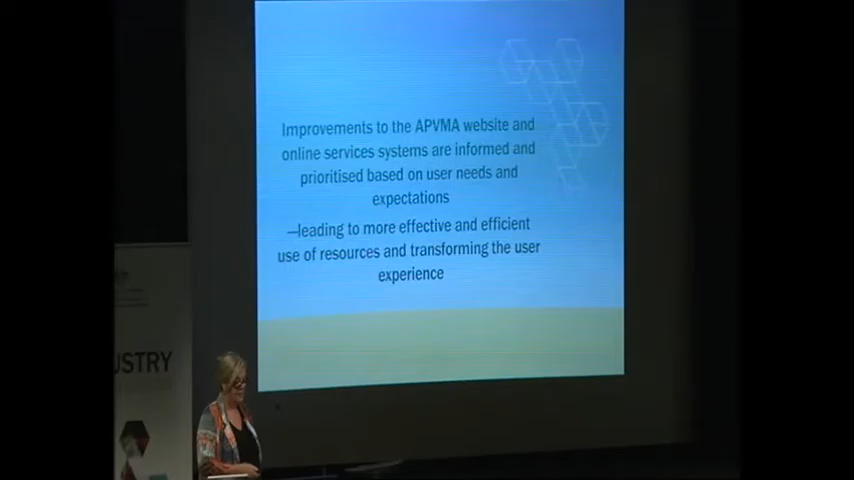 Improvements to the APVMA website and
online services systems are informed and
prioritised based on user needs and
expectations
—leading to more effective and efficient
use of resources and transforming the user
experience
USTRY